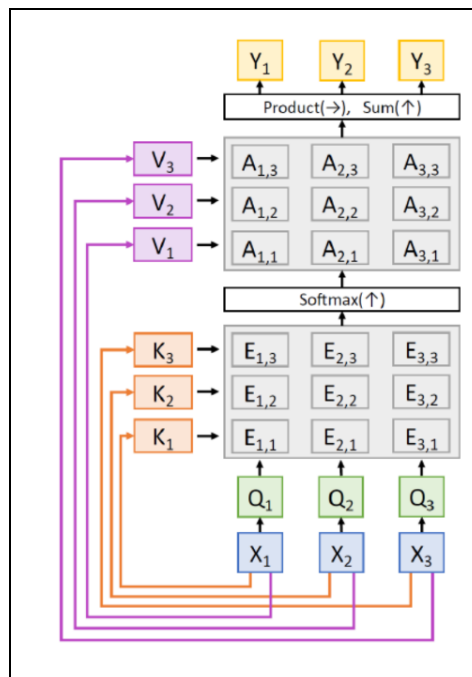 Y1 Y2 Y3
Product(→), Sum(↑)
V3 A1,3 A2,3 A3,3
V2 A1,2 A2,2 A3,2
V1 A1,1 A2,1 A3,1
Softmax(↑)
K3 E1,3 E2,3 E3,3
K2 E1,2 E2,2 E3,2
K1 E1,1 E2,1 E3,1
Q1 Q2 Q3
X1 X2 X3